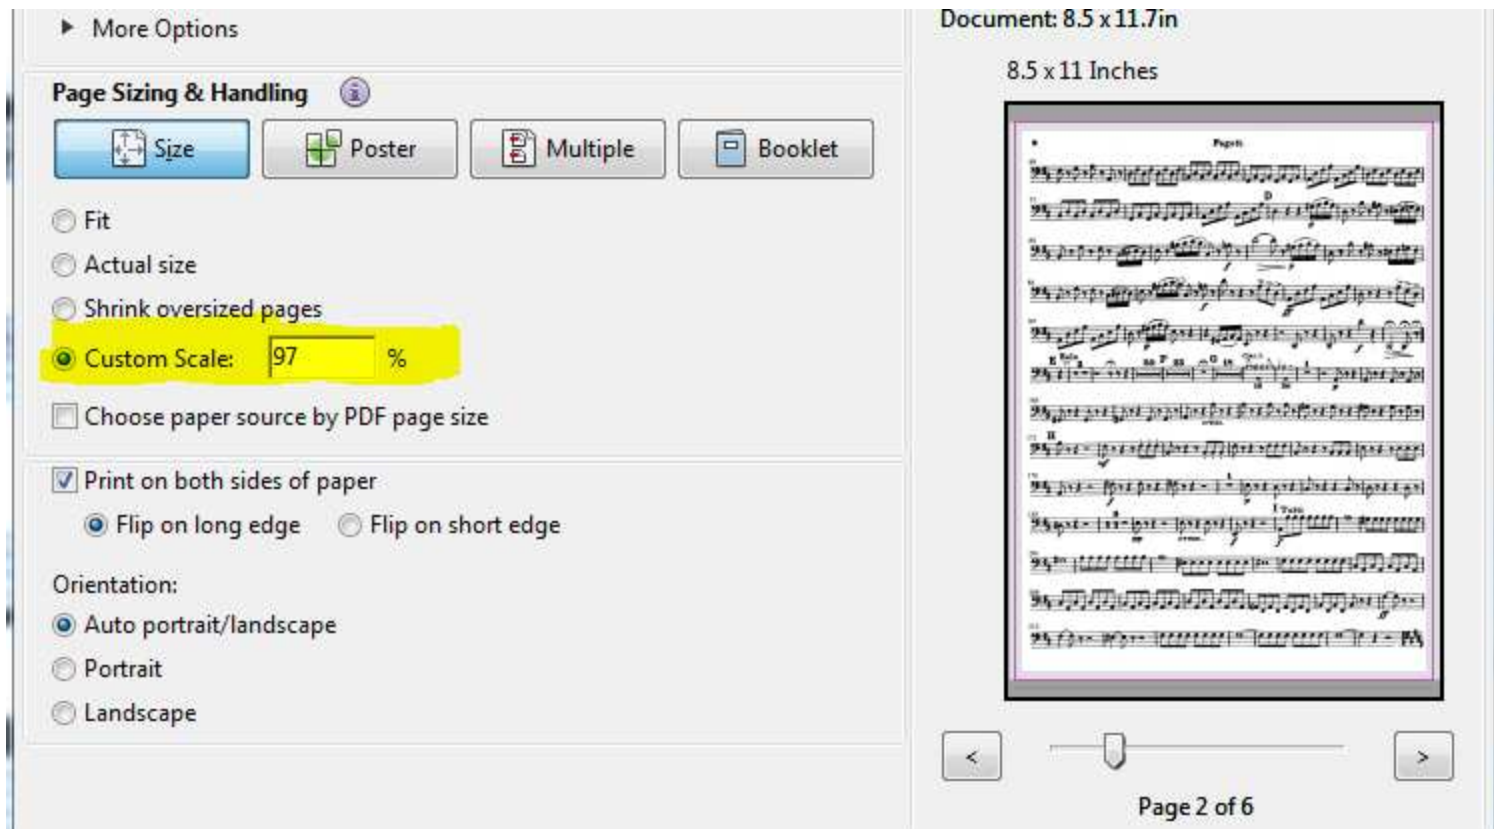 More Options
Page Sizing & Handling
Size
Poster
Multiple
Booklet
Fit
Actual size
Shrink oversized pages
Custom Scale: 97 %
Choose paper source by PDF page size
Print on both sides of paper
Flip on long edge Flip on short edge
Orientation:
Auto portrait/landscape
Portrait
Landscape
Document: 8.5 x 11.7in
8.5 x 11 Inches
Fagott
D
E
F
G
H
I Tutti
<
>
Page 2 of 6